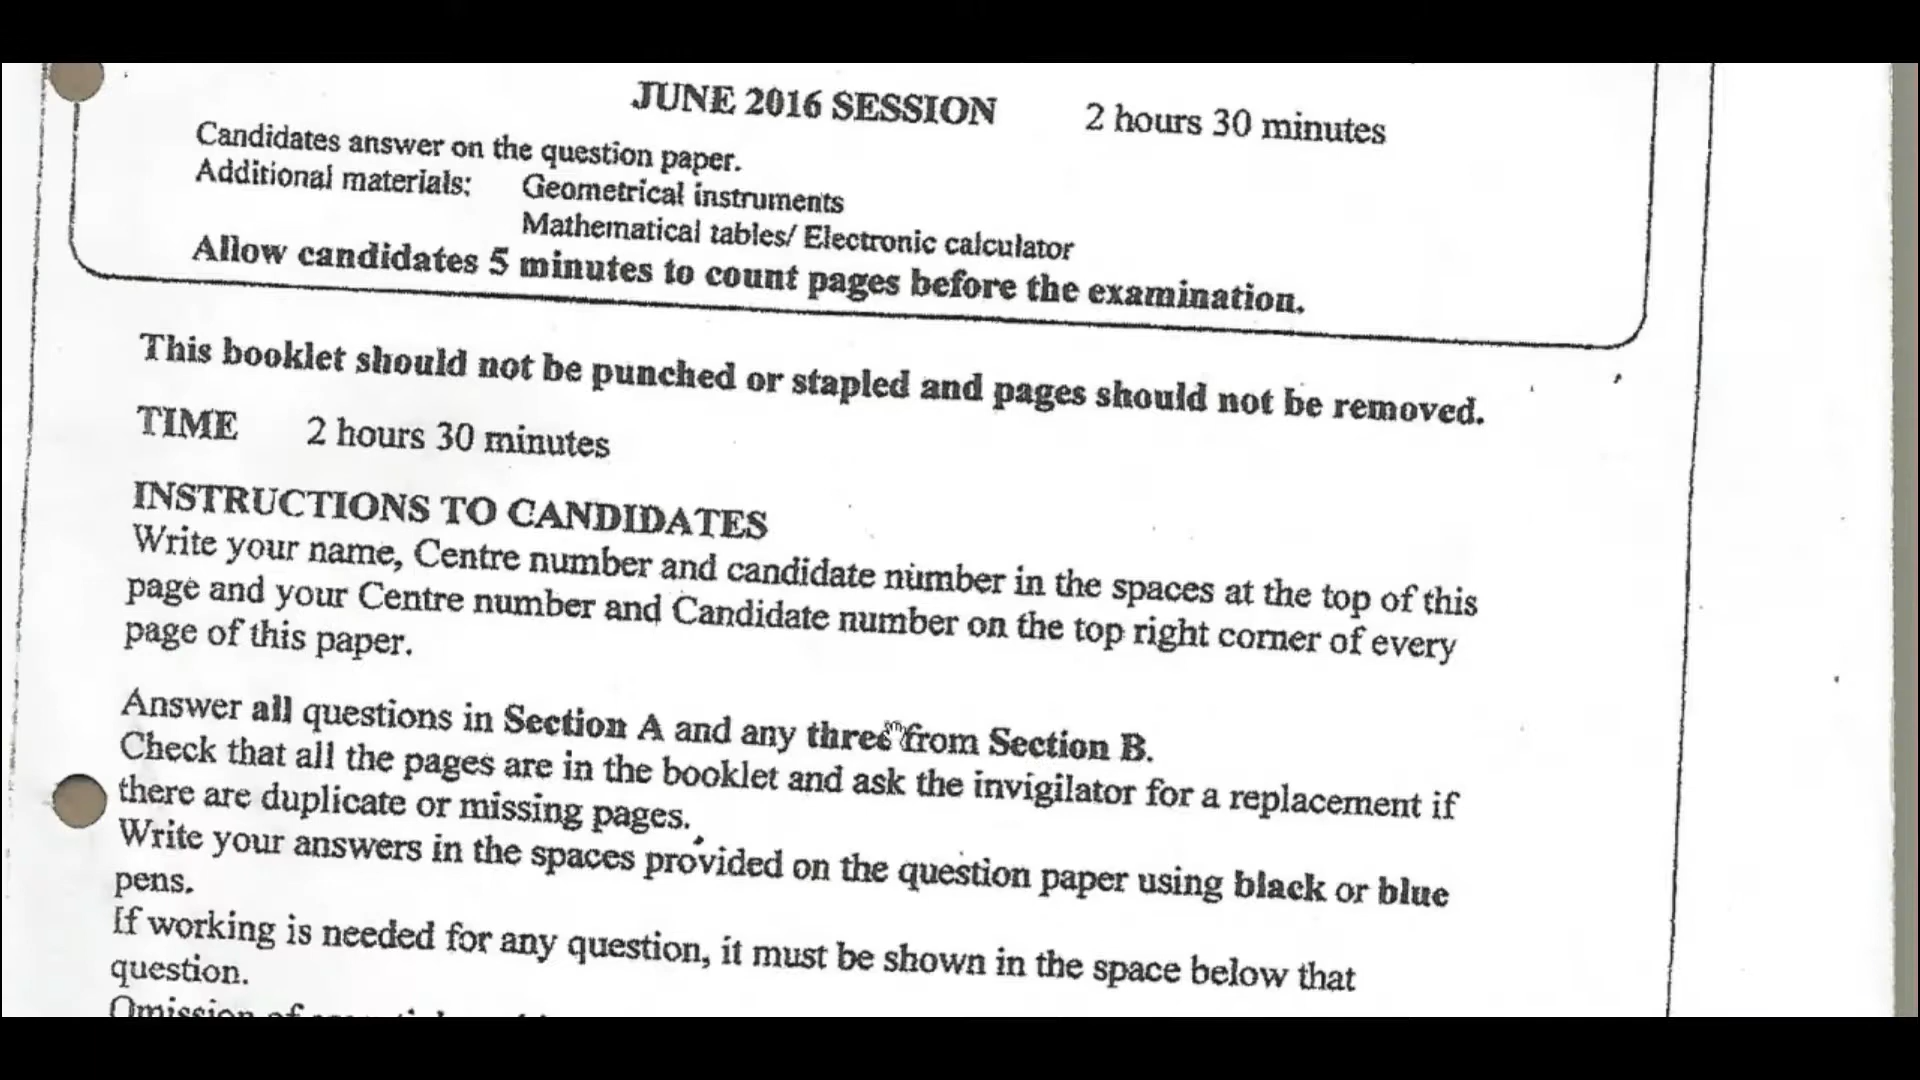 JUNE 2016 SESSION 2 hours 30 minutes
Candidates answer on the question paper.
Additional materials: Geometrical instruments
Mathematical tables/ Electronic calculator
Allow candidates 5 minutes to count pages before the examination.
This booklet should not be punched or stapled and pages should not be removed.
TIME 2 hours 30 minutes
INSTRUCTIONS TO CANDIDATES
Write your name, Centre number and candidate number in the spaces at the top of this
page and your Centre number and Candidate number on the top right corner of every
page of this paper.
Answer all questions in Section A and any three from Section B.
Check that all the pages are in the booklet and ask the invigilator for a replacement if
there are duplicate or missing pages.
Write your answers in the spaces provided on the question paper using black or blue
pens.
If working is needed for any question, it must be shown in the space below that
question.
Omission of